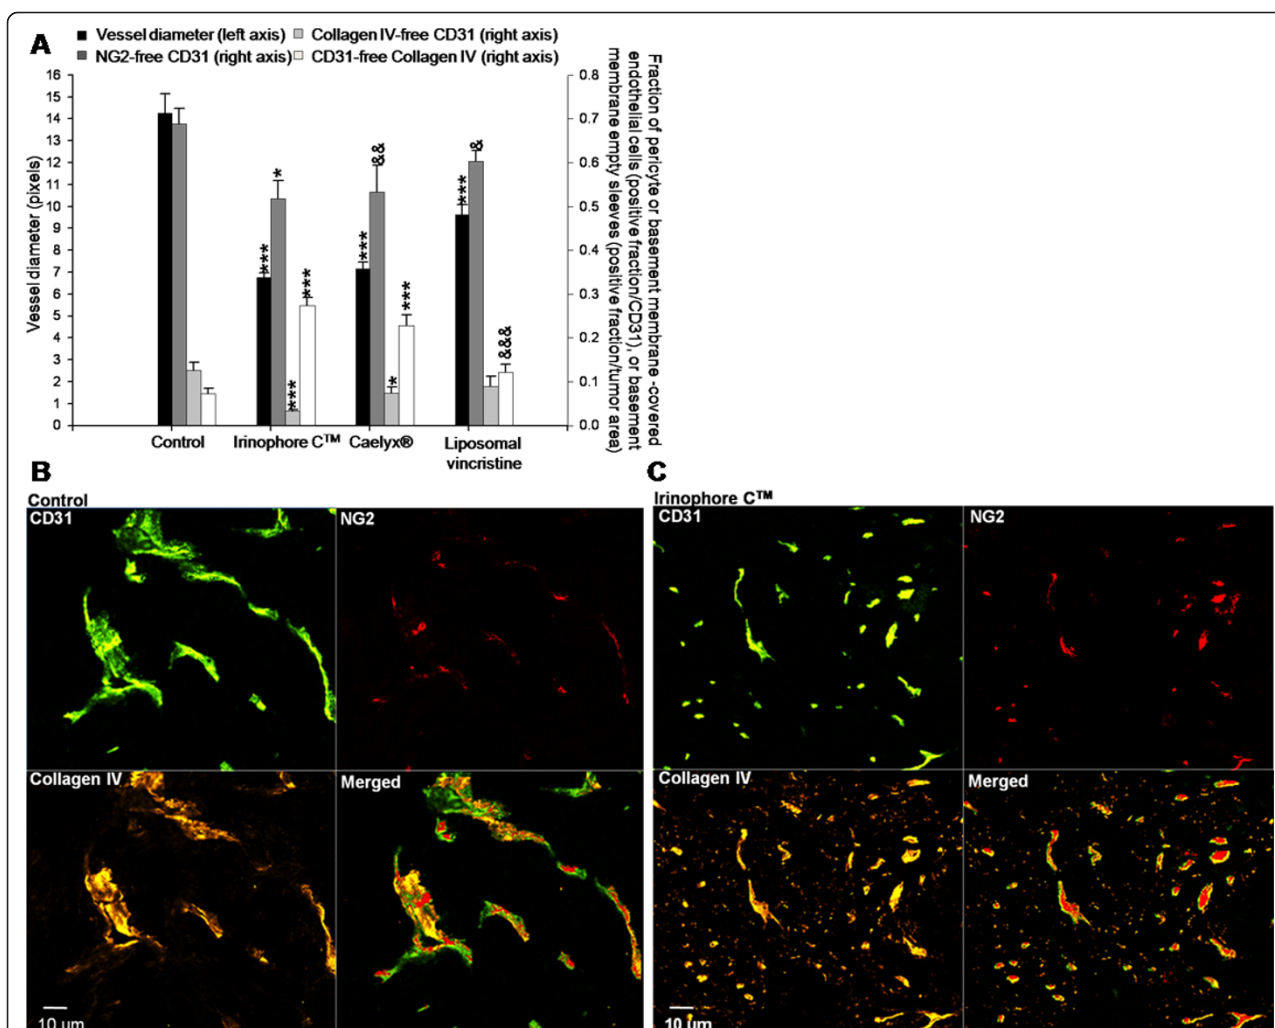 A
Vessel diameter (left axis)
Collagen IV-free CD31 (right axis)
NG2-free CD31 (right axis)
CD31-free Collagen IV (right axis)
Vessel diameter (pixels)
16
15
14
13
12
11
10
9
8
7
6
5
4
3
2
1
0
***
*
***
***
***
&&
*
***
***
&
&&&
0.8
0.7
0.6
0.5
0.4
0.3
0.2
0.1
0.0
Fraction of pericyte or basement membrane -covered
endothelial cells (positive fraction/CD31), or basement
membrane empty sleeves (positive fraction/tumor area)
Control
Irinophore C™
Caelyx®
Liposomal
vincristine
B
Control
CD31
NG2
Collagen IV
Merged
10 µm
C
Irinophore C™
CD31
NG2
Collagen IV
Merged
10 µm